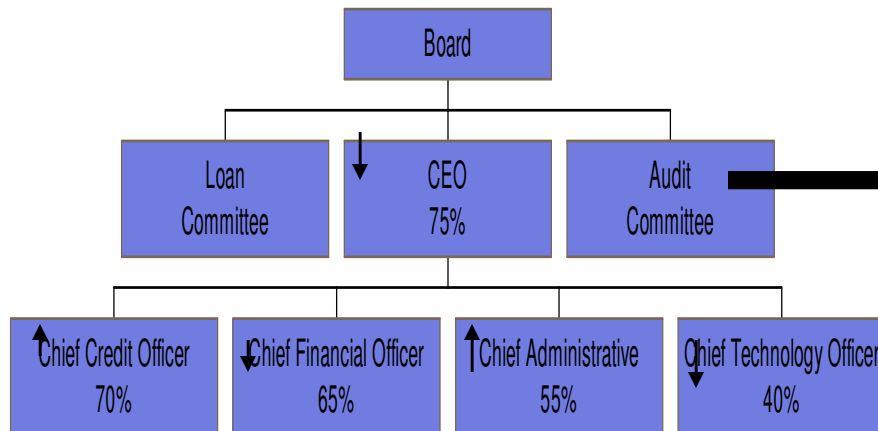 Board
Loan
Committee
CEO
75%
Audit
Committee
Chief Credit Officer
70%
Chief Financial Officer
65%
Chief Administrative
55%
Chief Technology Officer
40%